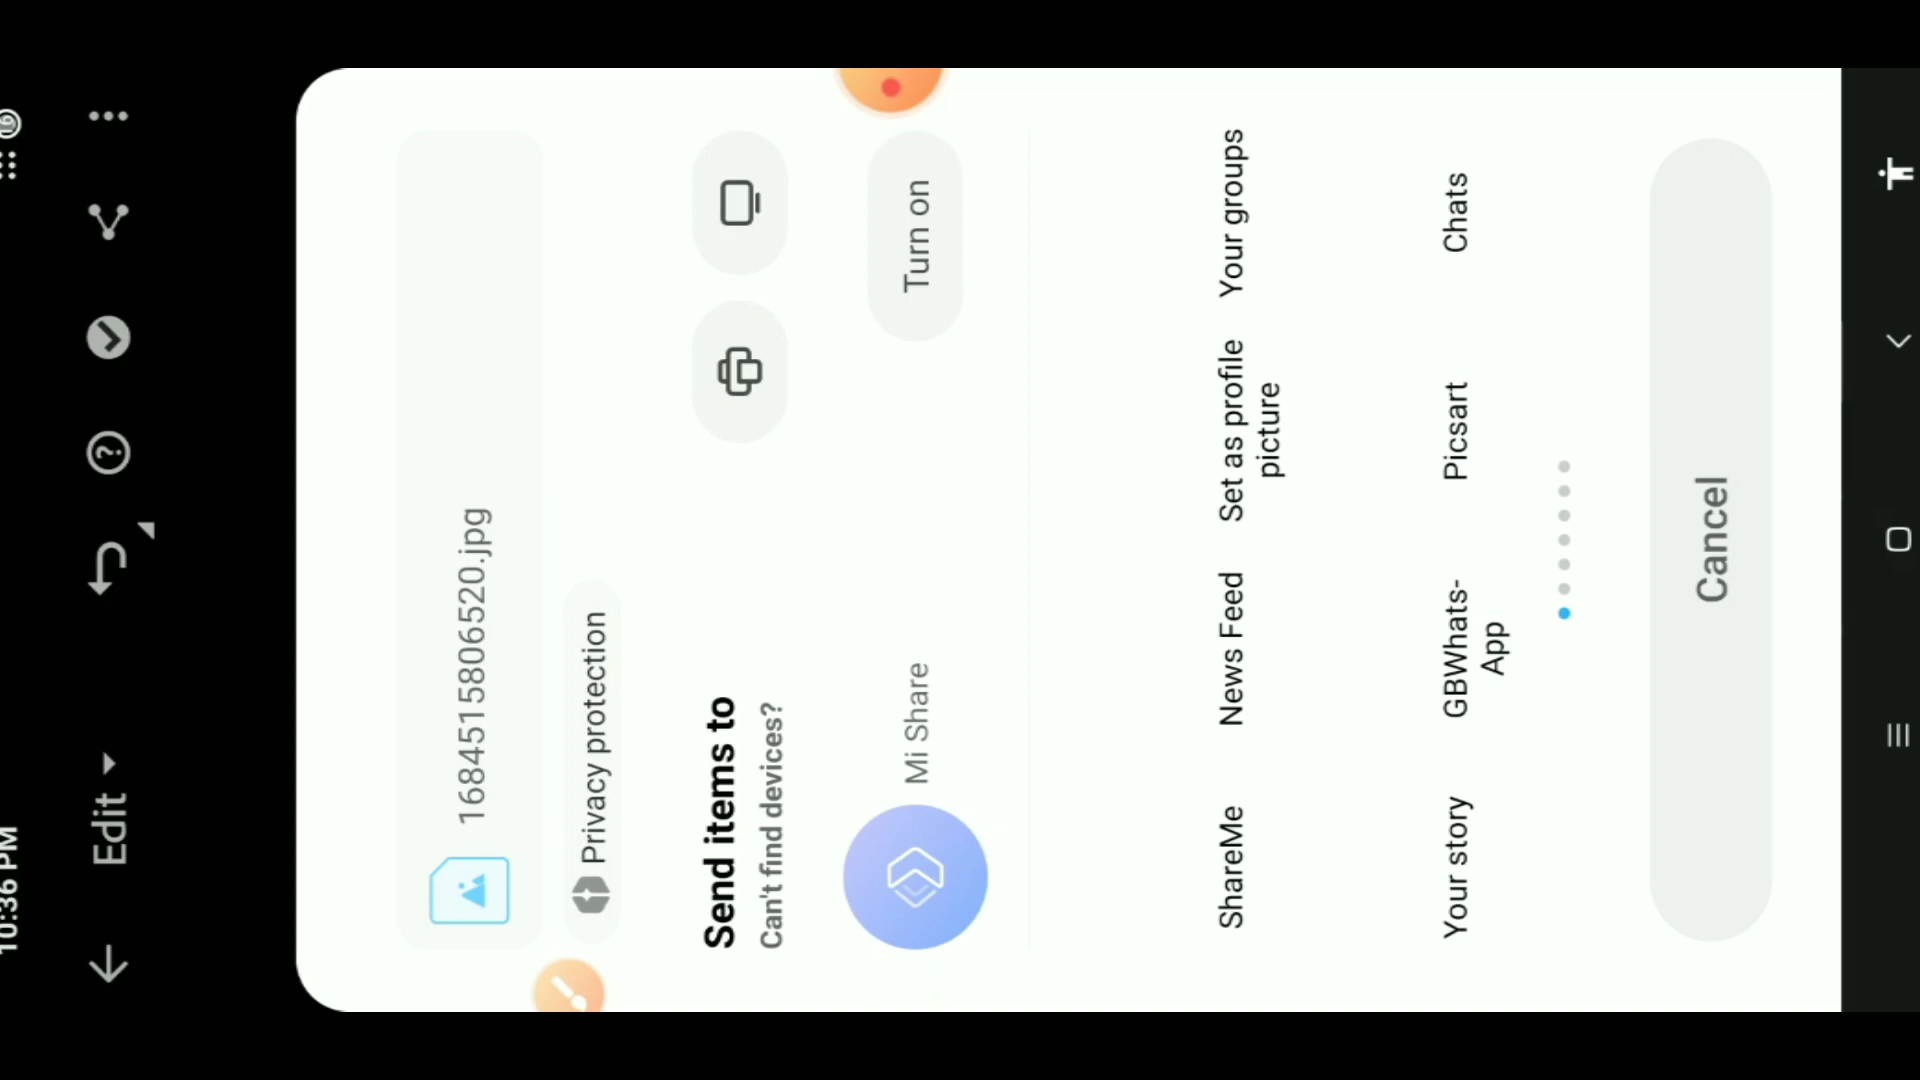 10:36 PM
16
Edit
1684515806520.jpg
Privacy protection
Send items to
Can't find devices?
Mi Share
Turn on
ShareMe
News Feed
Set as profile
picture
Your groups
Your story
GBWhats-
App
Picsart
Chats
Cancel